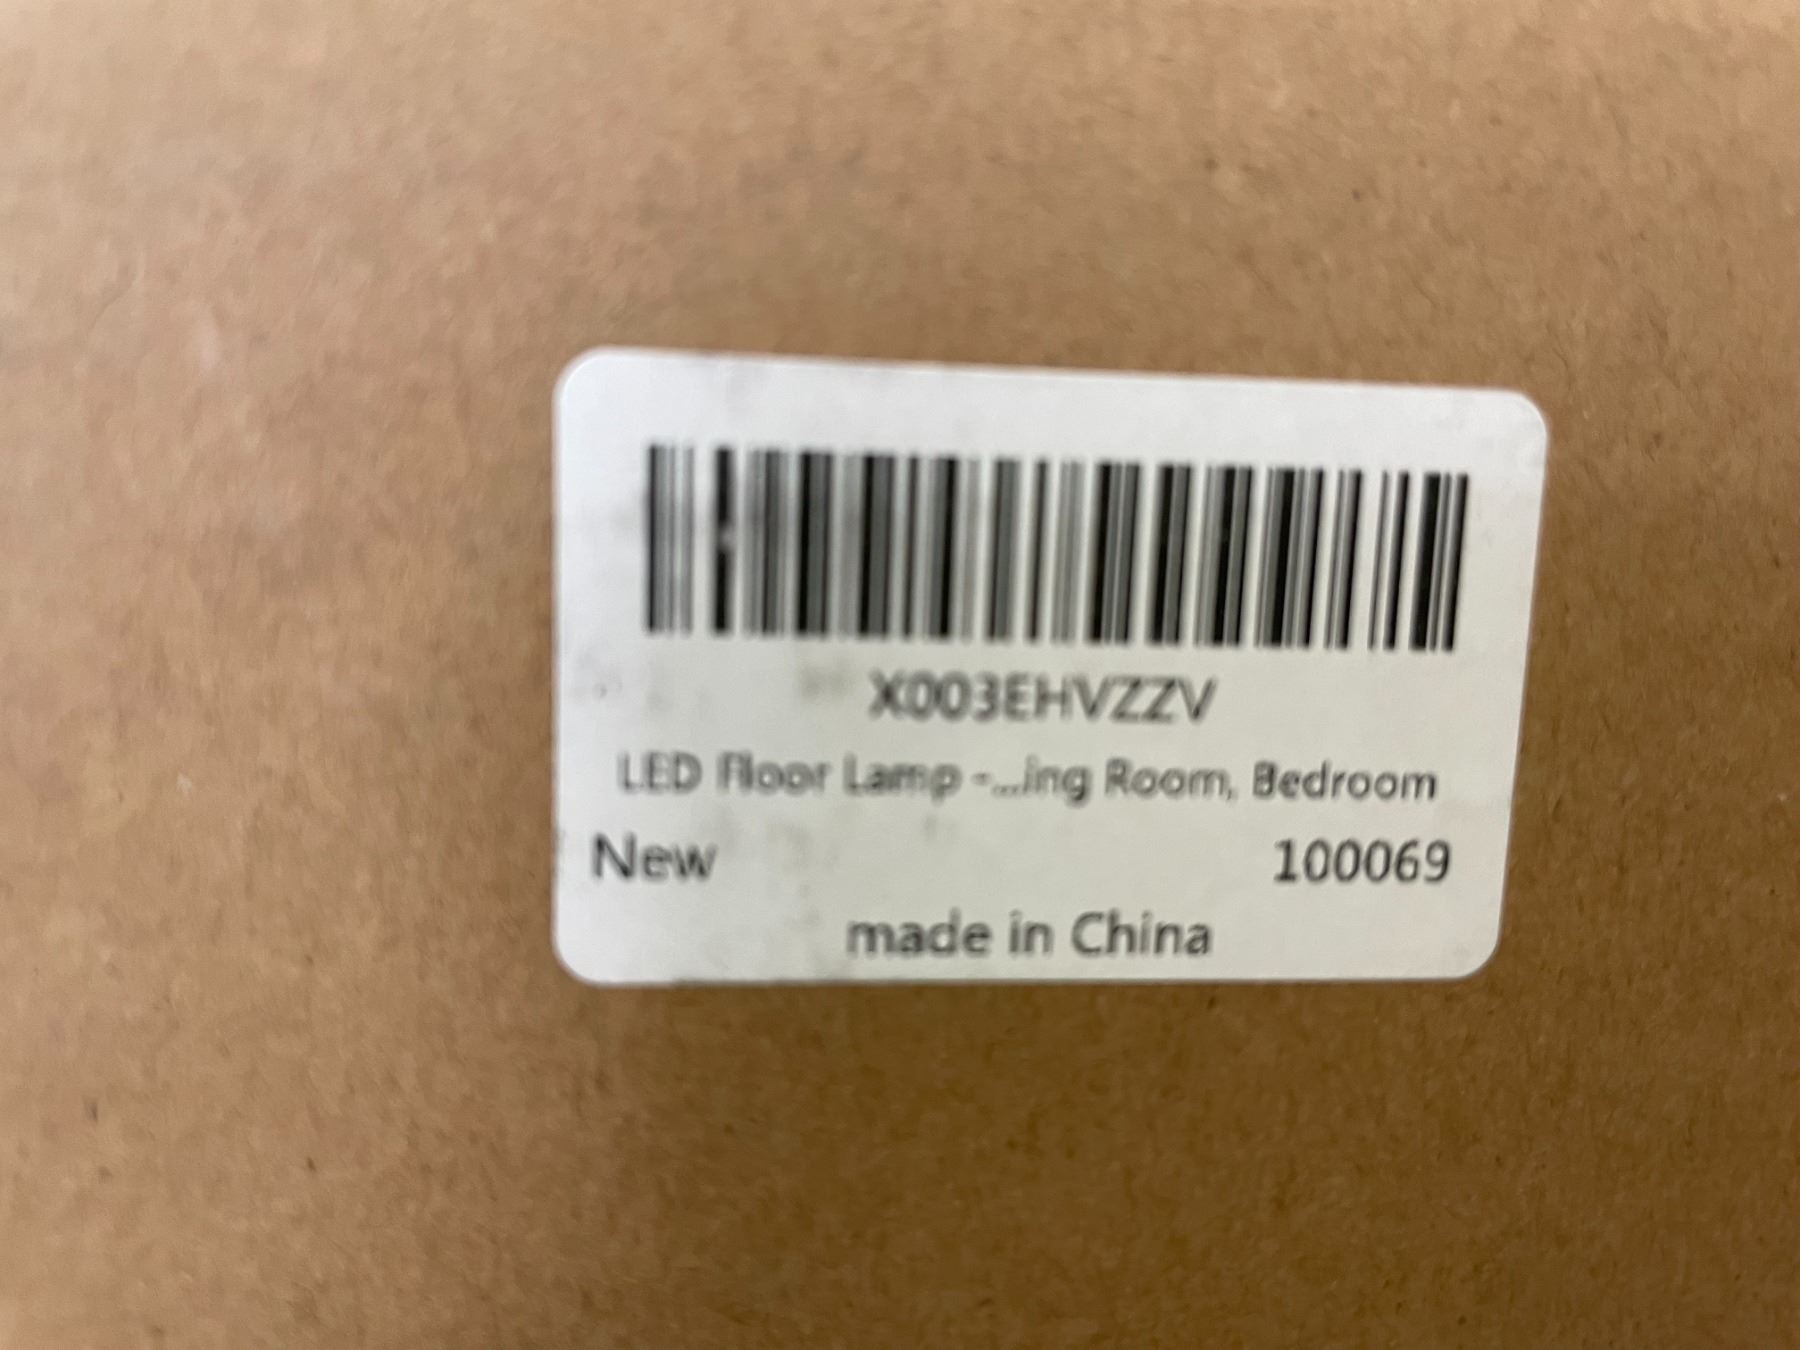 X003EHVZZV
LED Floor Lamp -...ing Room, Bedroom
New 100069
made in China